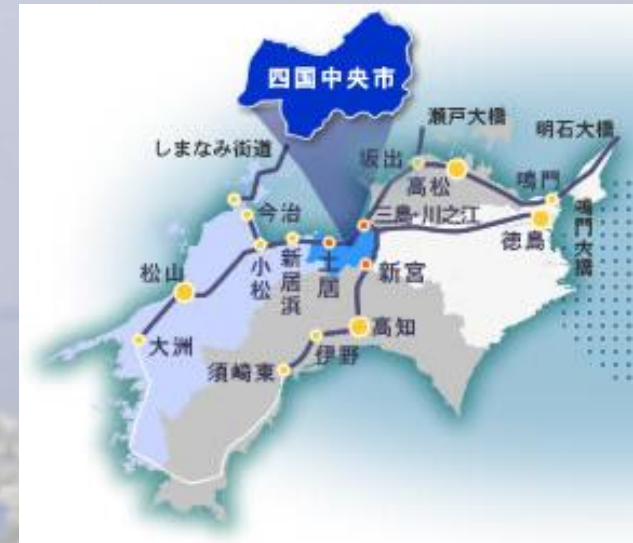 四国中央市
瀬戸大橋
明石大橋
しまなみ街道
坂出
高松
鳴門
今治
三島・川之江
徳島
鳴門大橋
小松
新居浜
土居
新宮
松山
大洲
高知
伊野
須崎東